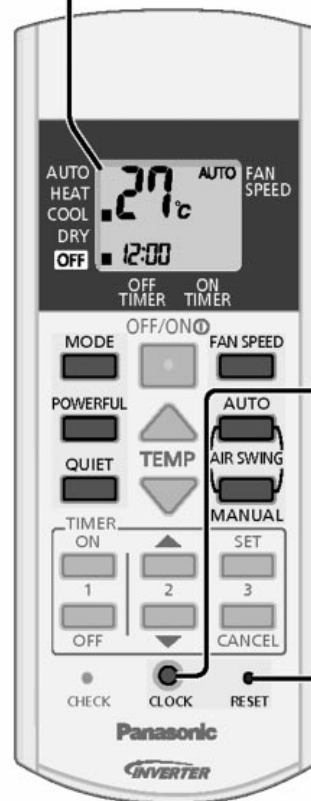 AUTO 27°C AUTO FAN
HEAT SPEED
COOL
DRY
OFF 12:00
OFF TIMER ON TIMER
OFF/ON
MODE FAN SPEED
POWERFUL AUTO
TEMP AIR SWING
QUIET
MANUAL
TIMER
ON ▲ SET
1 2 3
OFF ▼ CANCEL
CHECK CLOCK RESET
Panasonic
INVERTER